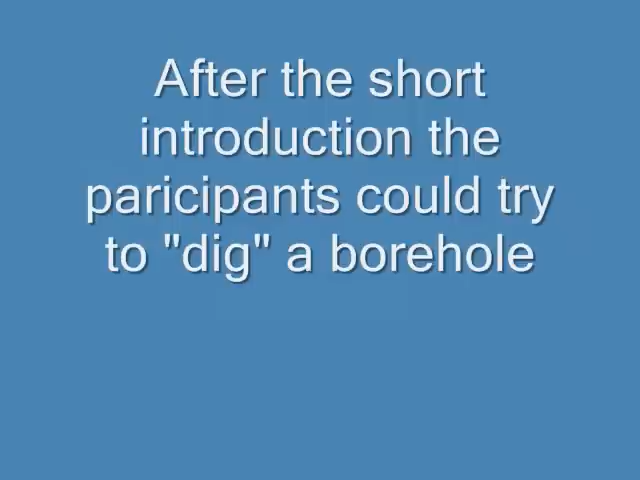 After the short
introduction the
paricipants could try
to "dig" a borehole